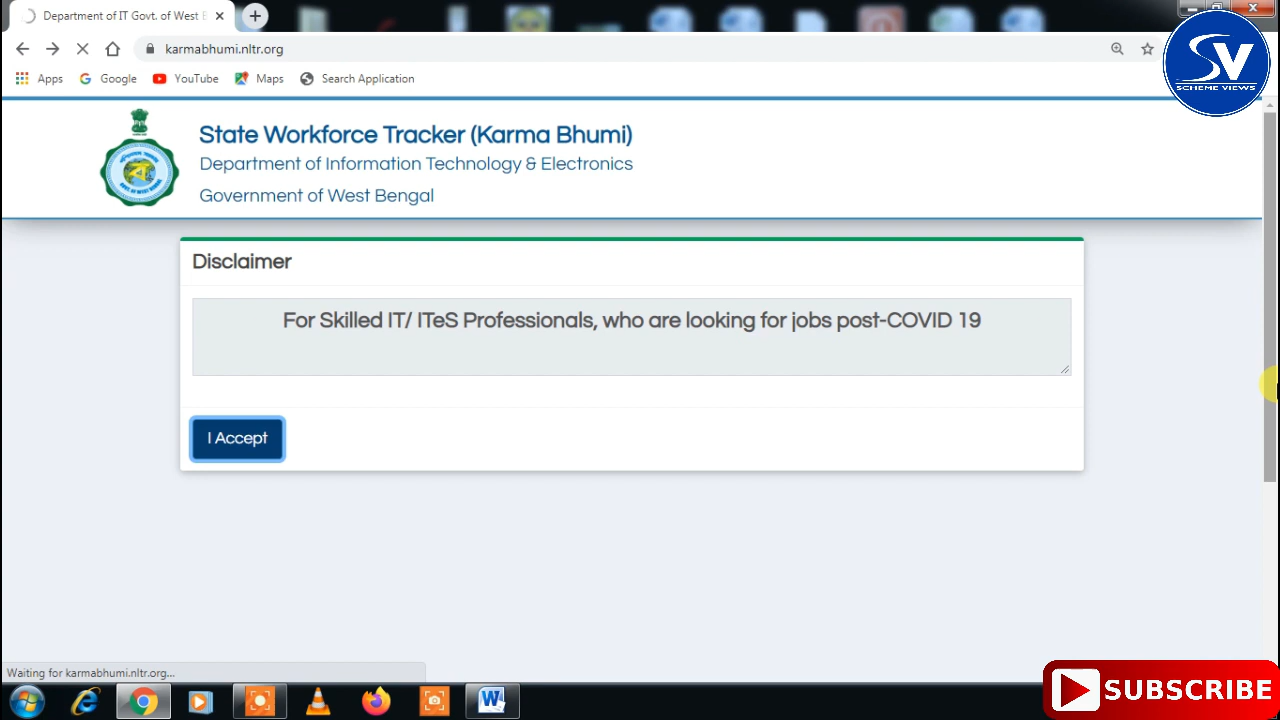 Department of IT Govt. of West B
karmabhumi.nltr.org
Apps Google YouTube Maps Search Application
SV
SCHEME VIEWS
State Workforce Tracker (Karma Bhumi)
Department of Information Technology & Electronics
Government of West Bengal
Disclaimer
For Skilled IT/ ITeS Professionals, who are looking for jobs post-COVID 19
I Accept
Waiting for karmabhumi.nltr.org...
SUBSCRIBE